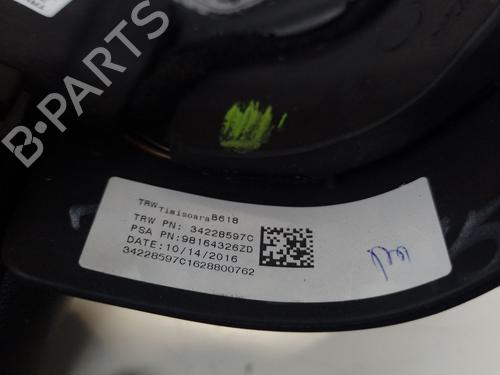 B-PARTS
TRW Timisoara B618
TRW PN: 34228597C
PSA PN:98164326ZD
DATE:10/14/2016
34228597C1628800762